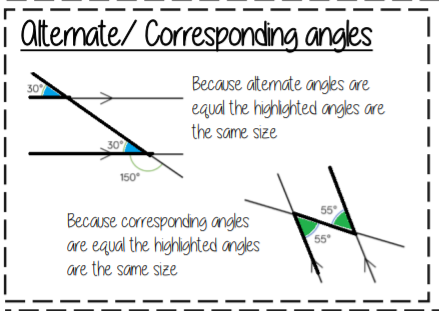 Alternate/ Corresponding angles
30°
Because alternate angles are
equal the highlighted angles are
the same size
30°
150°
Because corresponding angles
are equal the highlighted angles
are the same size
55°
55°